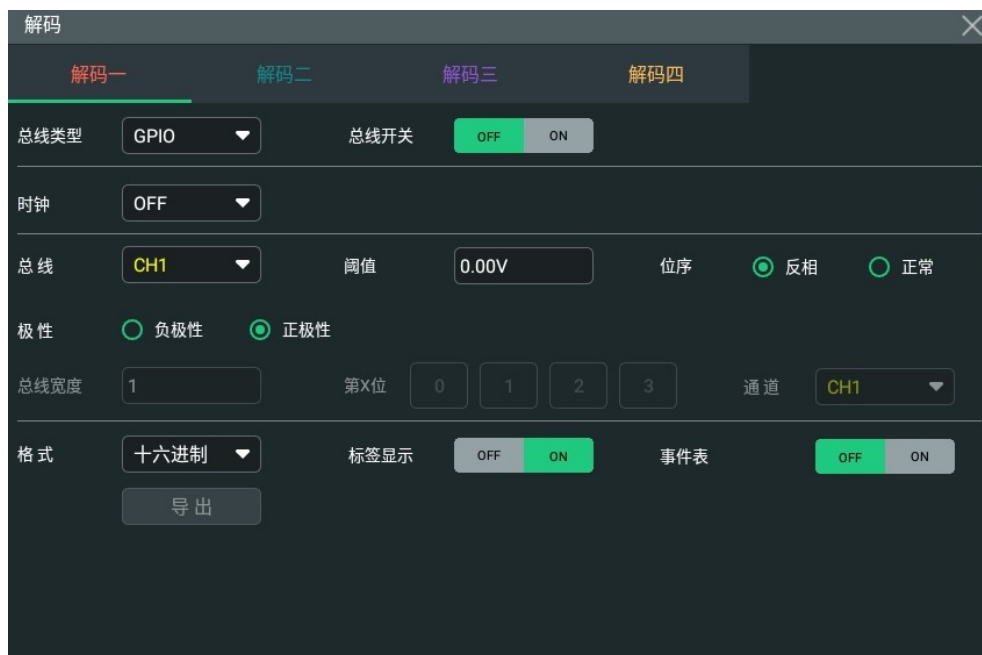 解码
解码一 解码二 解码三 解码四
总线类型 GPIO 总线开关 OFF ON
时钟 OFF
总线 CH1 阈值 0.00V 位序 反相 正常
极性 负极性 正极性
总线宽度 1 第X位 0 1 2 3 通道 CH1
格式 十六进制 标签显示 OFF ON 事件表 OFF ON
导出